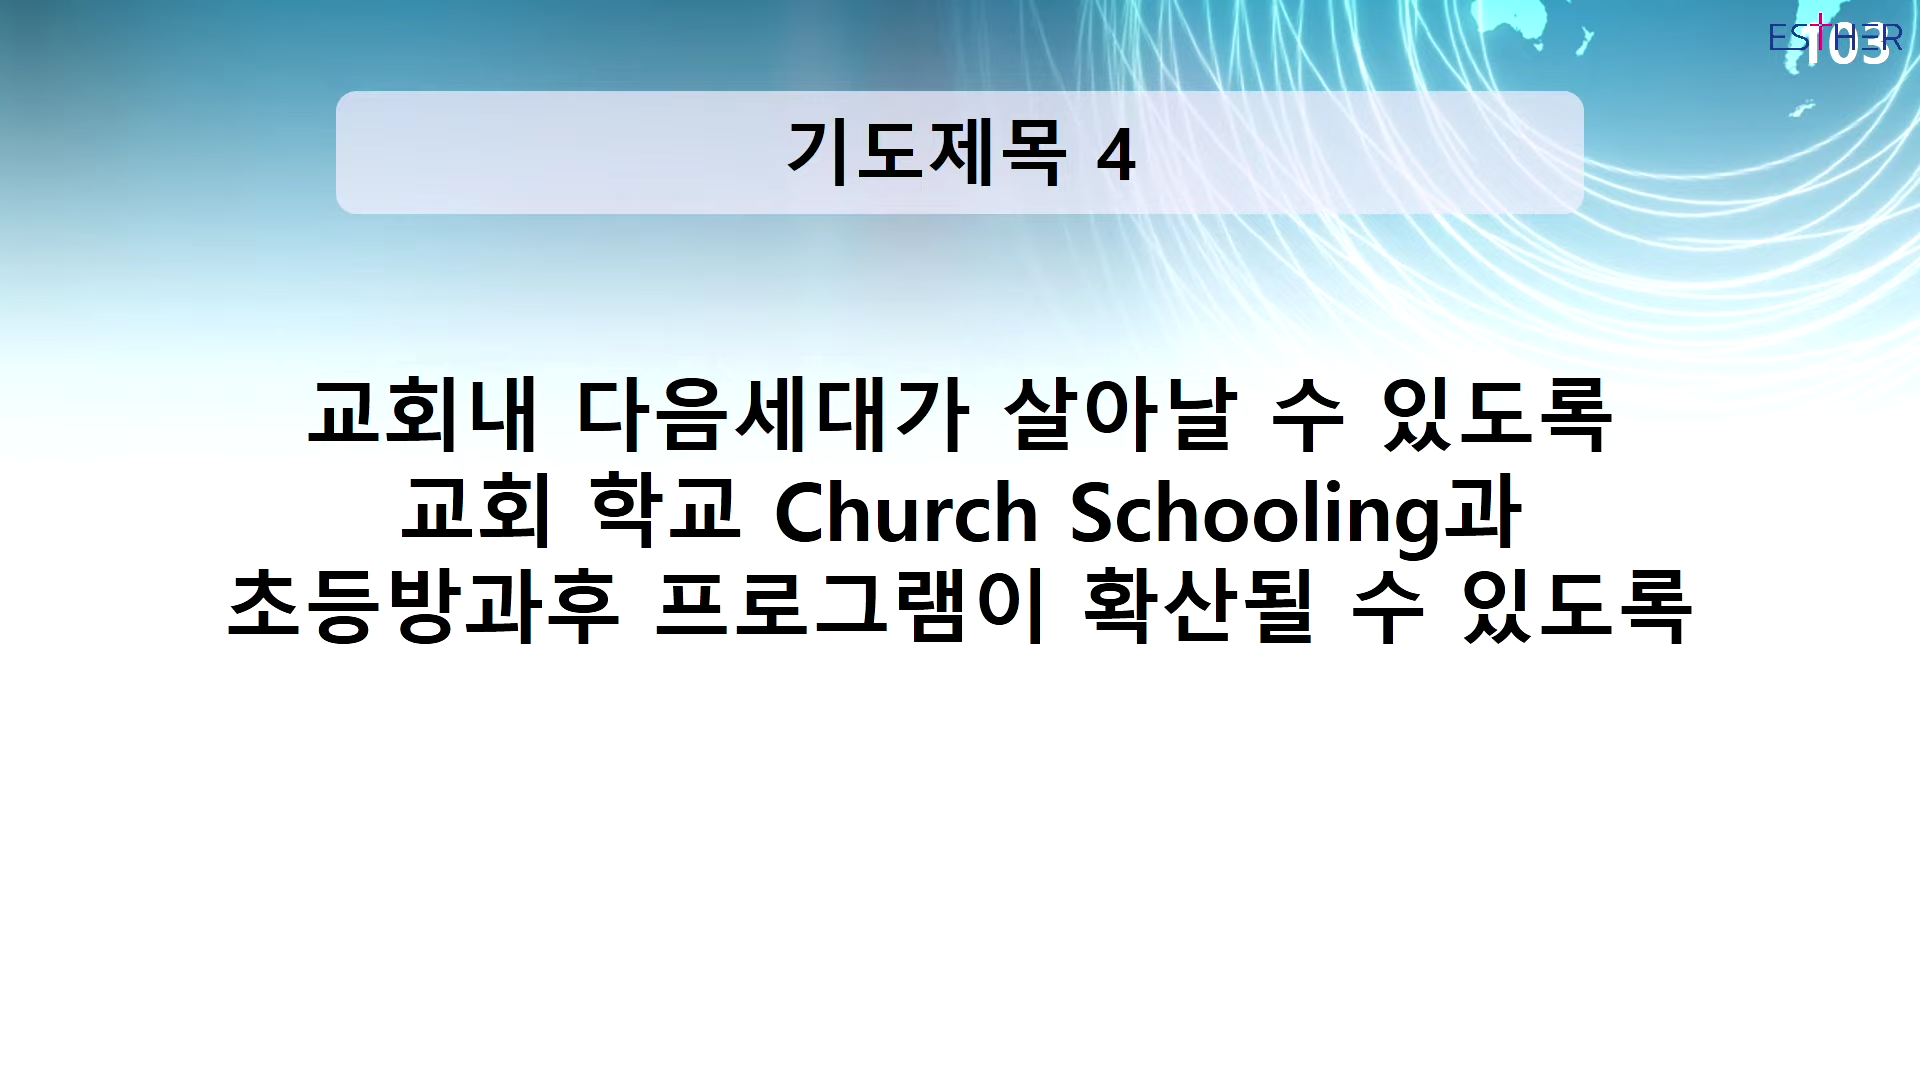 ESTHER
103
기도제목 4
교회내 다음세대가 살아날 수 있도록
교회 학교 Church Schooling과
초등방과후 프로그램이 확산될 수 있도록